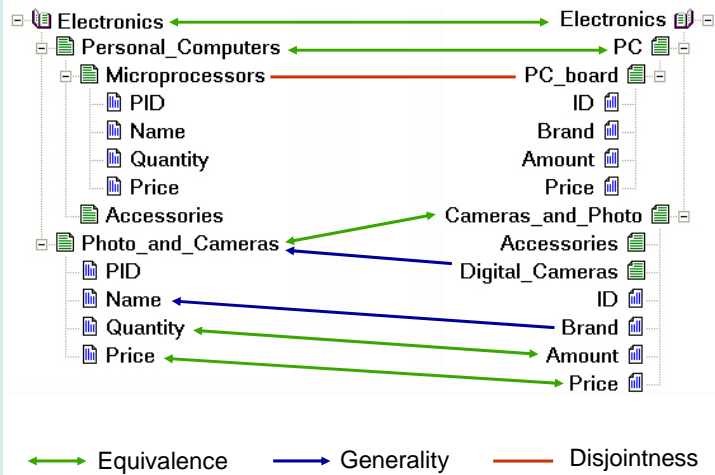 Electronics Electronics
Personal_Computers PC
Microprocessors PC_board
PID ID
Name Brand
Quantity Amount
Price Price
Accessories Cameras_and_Photo
Photo_and_Cameras Accessories
PID Digital_Cameras
Name ID
Quantity Brand
Price Amount
Price
Equivalence Generality Disjointness